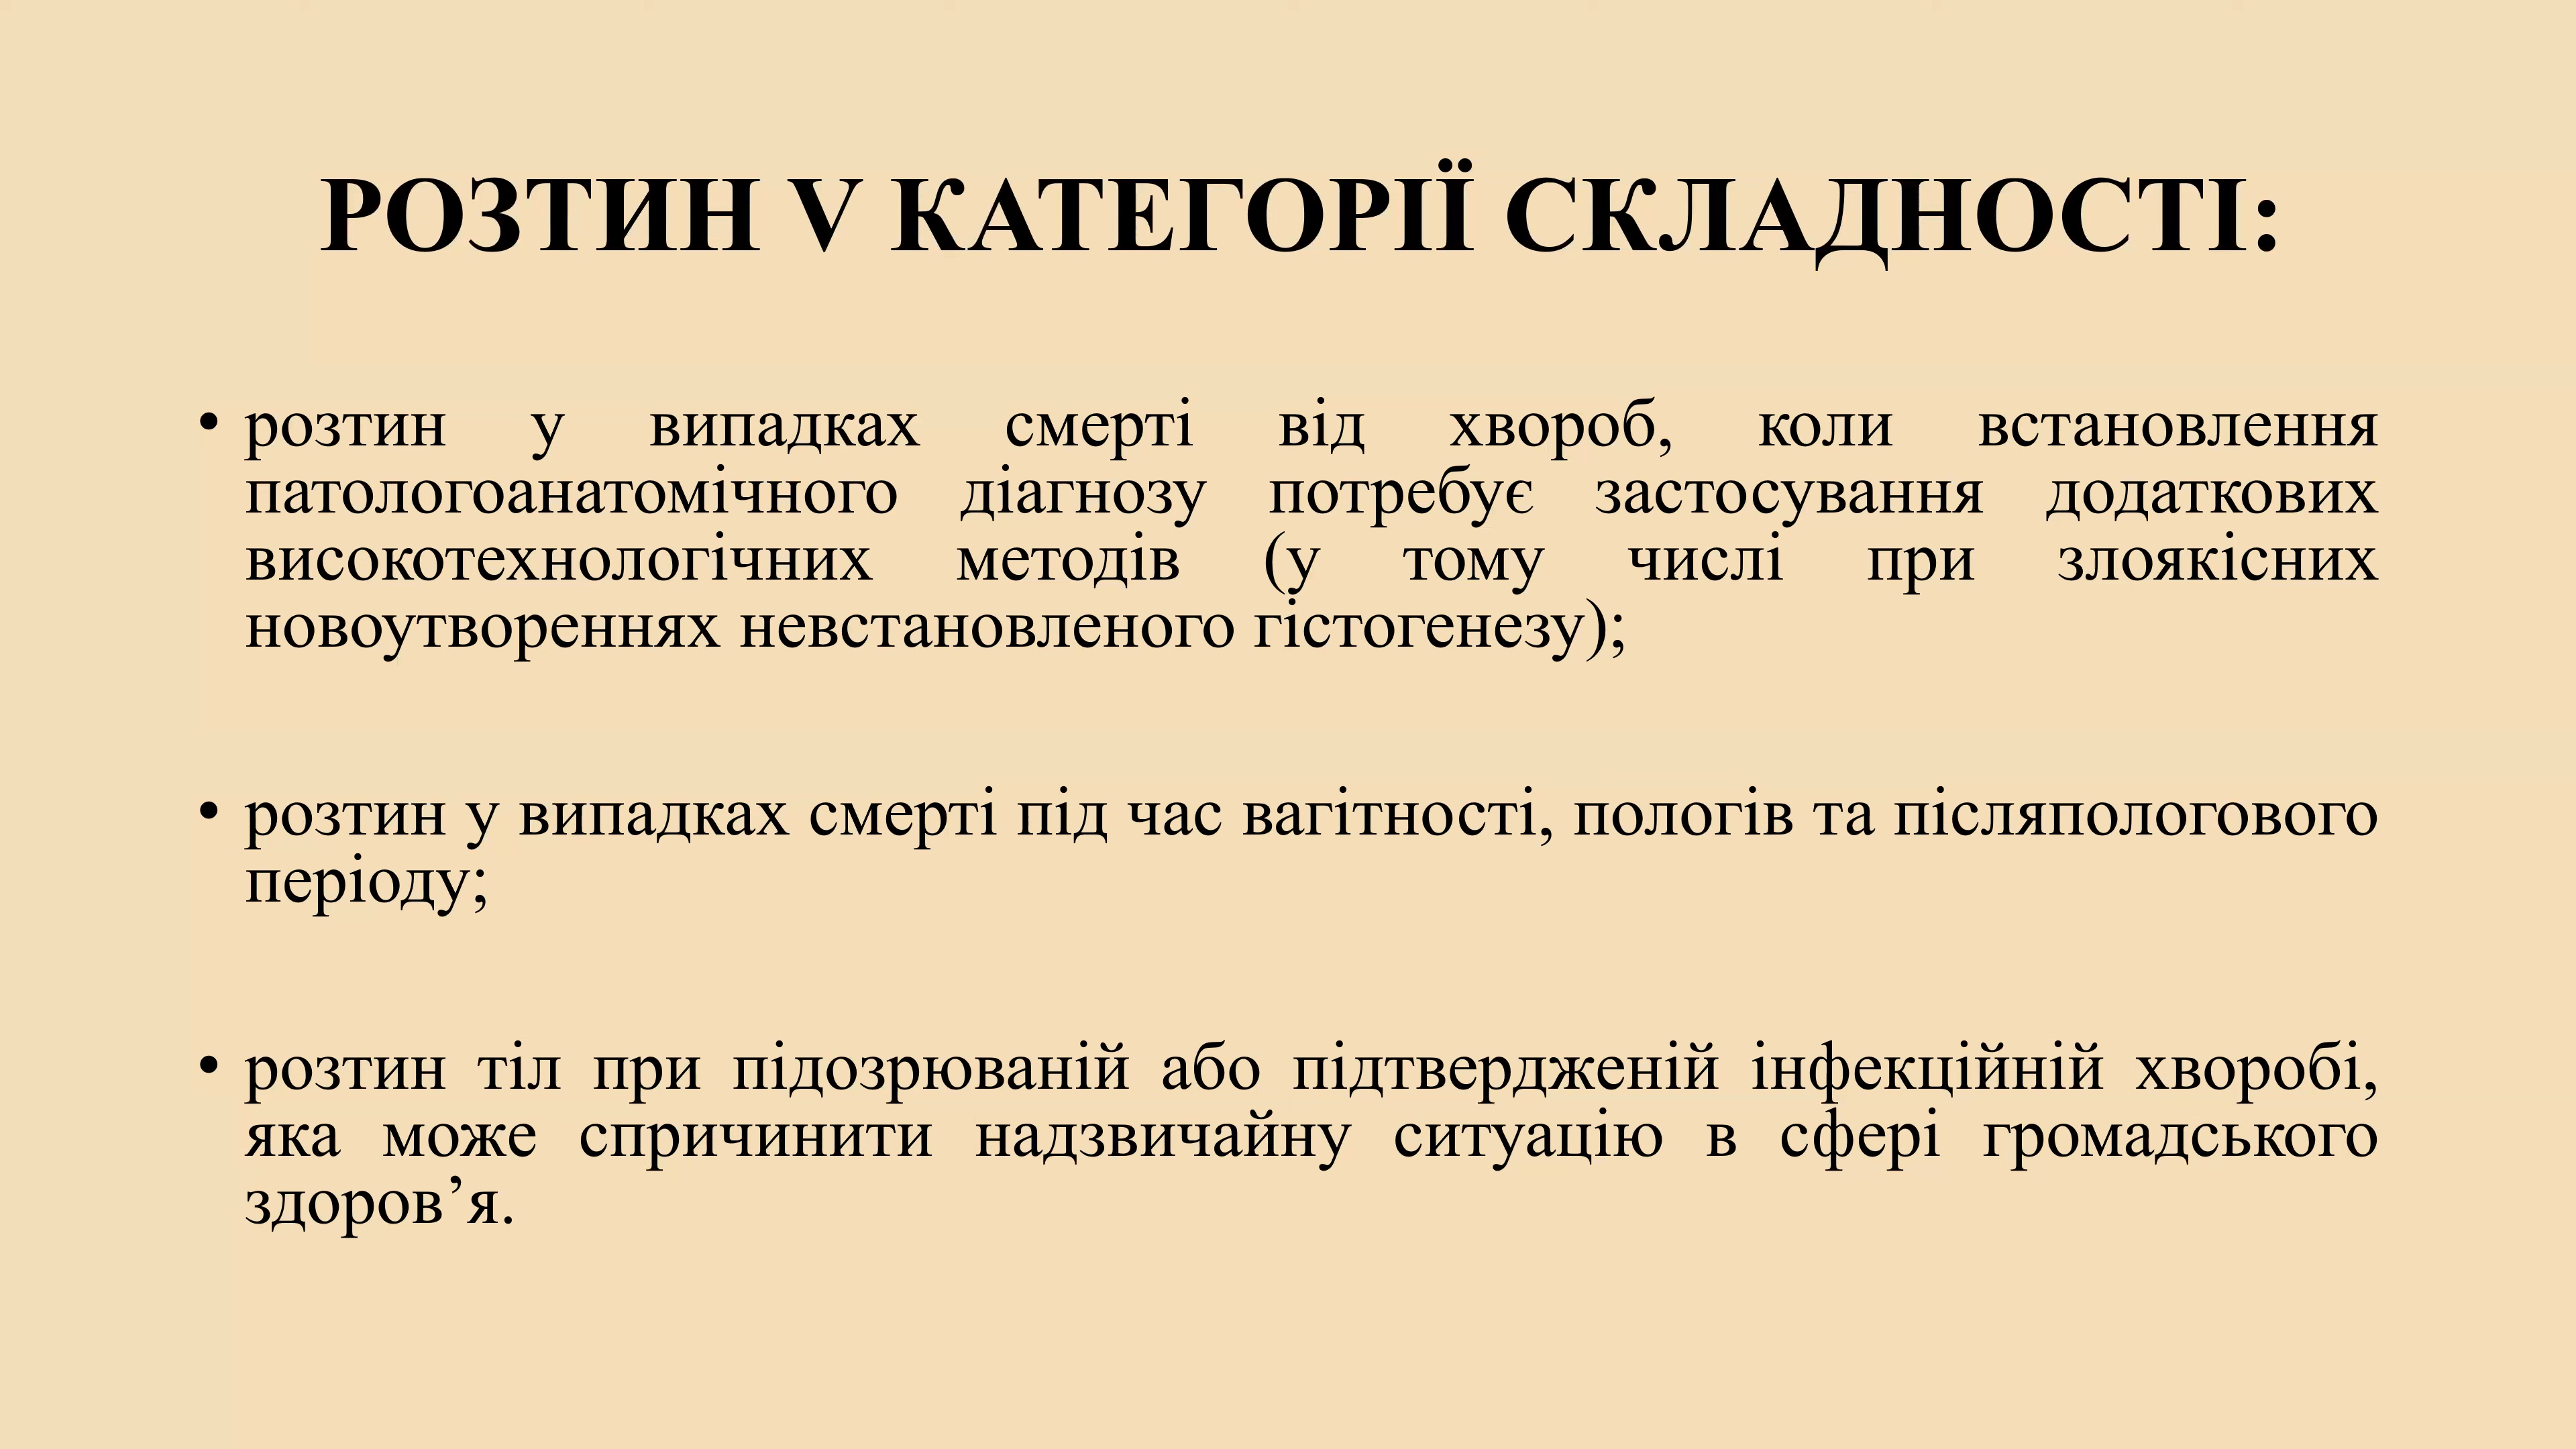 РОЗТИН V КАТЕГОРІЇ СКЛАДНОСТІ:
• розтин у випадках смерті від хвороб, коли встановлення
патологоанатомічного діагнозу потребує застосування додаткових
високотехнологічних методів (у тому числі при злоякісних
новоутвореннях невстановленого гістогенезу);
• розтин у випадках смерті під час вагітності, пологів та післяпологового
періоду;
• розтин тіл при підозрюваній або підтвердженій інфекційній хворобі,
яка може спричинити надзвичайну ситуацію в сфері громадського
здоров’я.